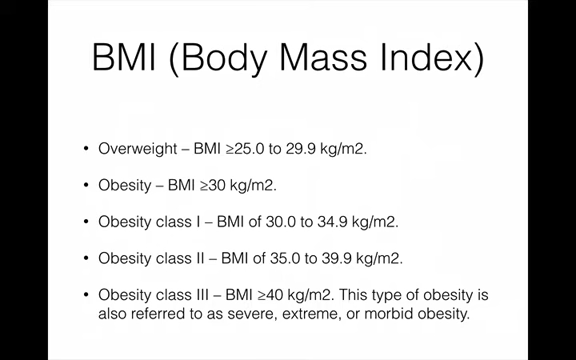 BMI (Body Mass Index)
• Overweight – BMI ≥25.0 to 29.9 kg/m2.
• Obesity – BMI ≥30 kg/m2.
• Obesity class I – BMI of 30.0 to 34.9 kg/m2.
• Obesity class II – BMI of 35.0 to 39.9 kg/m2.
• Obesity class III – BMI ≥40 kg/m2. This type of obesity is
also referred to as severe, extreme, or morbid obesity.